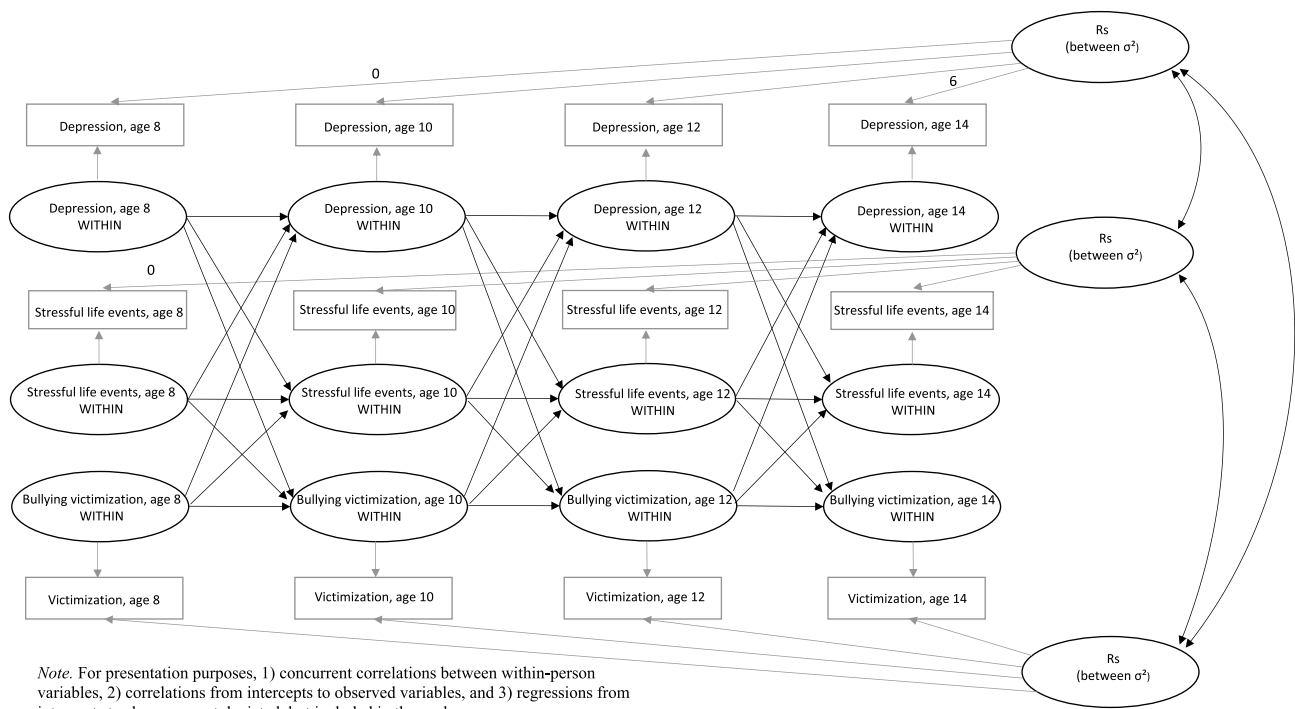 Rs
(between σ²)
0
6
Depression, age 8
Depression, age 10
Depression, age 12
Depression, age 14
Depression, age 8
WITHIN
Depression, age 10
WITHIN
Depression, age 12
WITHIN
Depression, age 14
WITHIN
Rs
(between σ²)
0
Stressful life events, age 8
Stressful life events, age 10
Stressful life events, age 12
Stressful life events, age 14
Stressful life events, age 8
WITHIN
Stressful life events, age 10
WITHIN
Stressful life events, age 12
WITHIN
Stressful life events, age 14
WITHIN
Bullying victimization, age 8
WITHIN
Bullying victimization, age 10
WITHIN
Bullying victimization, age 12
WITHIN
Bullying victimization, age 14
WITHIN
Victimization, age 8
Victimization, age 10
Victimization, age 12
Victimization, age 14
Rs
(between σ²)
Note. For presentation purposes, 1) concurrent correlations between within-person
variables, 2) correlations from intercepts to observed variables, and 3) regressions from